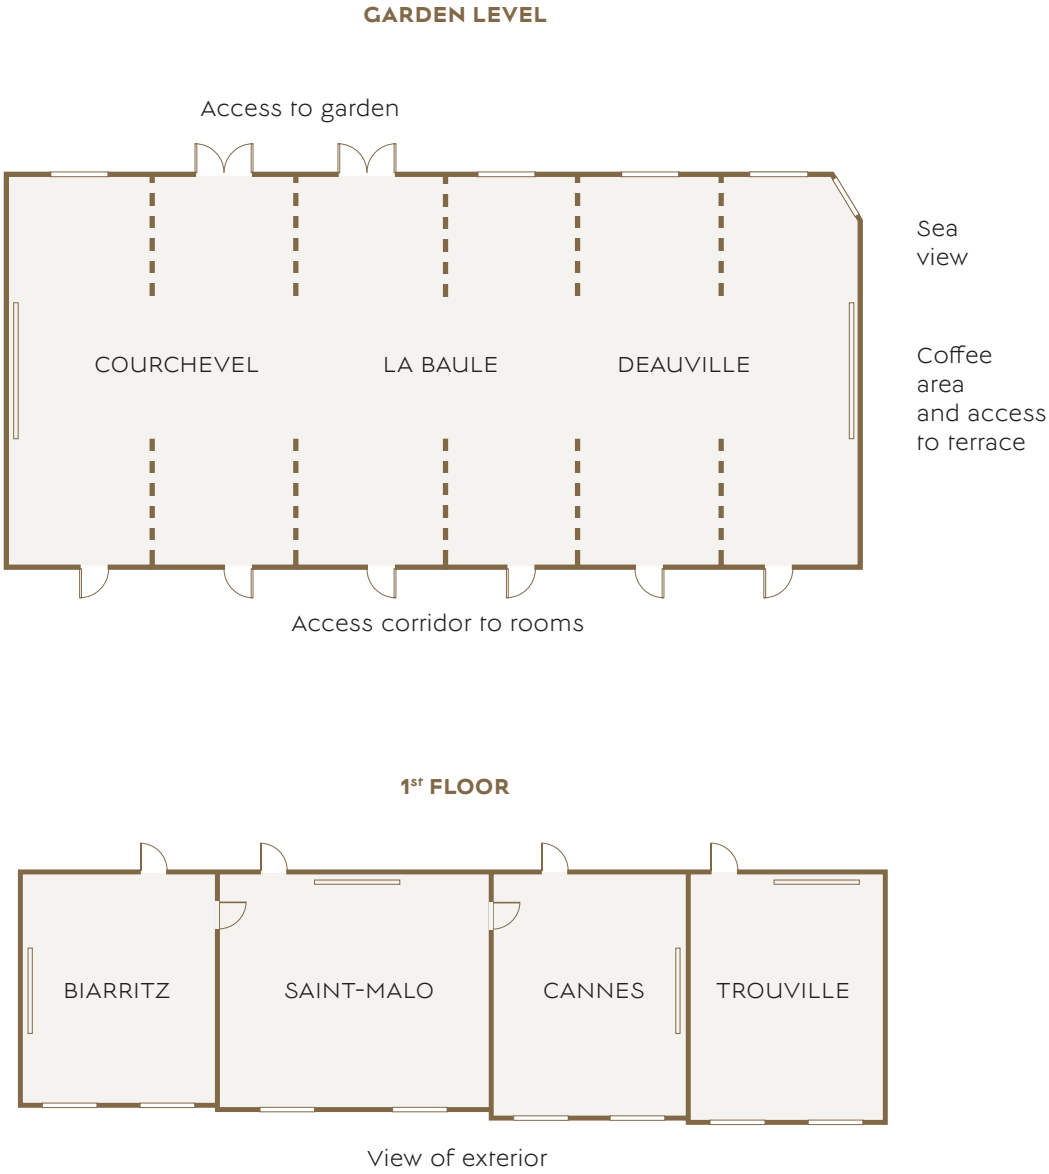 GARDEN LEVEL
Access to garden
Sea
view
COURCHEVEL
LA BAULE
DEAUVILLE
Coffee
area
and access
to terrace
Access corridor to rooms
1st FLOOR
BIARRITZ
SAINT-MALO
CANNES
TROUVILLE
View of exterior